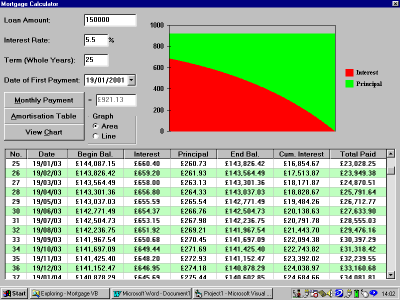 Mortgage Calculator
Loan Amount: 150000
Interest Rate: 5.5 %
Term (Whole Years): 25
Date of First Payment: 19/01/2001
Monthly Payment = £921.13
Amortisation Table
View Chart
Graph
Area
Line
1000
800
600
400
200
0
Interest
Principal
No. Date Begin Bal. Interest Principal End Bal. Cum. Interest Total Paid
25 19/01/03 £144,087.15 £660.40 £260.73 £143,826.42 £16,854.67 £23,028.25
26 19/02/03 £143,826.42 £659.20 £261.93 £143,564.49 £17,513.87 £23,949.38
27 19/03/03 £143,564.49 £658.00 £263.13 £143,301.36 £18,171.87 £24,870.51
28 19/04/03 £143,301.36 £656.80 £264.33 £143,037.03 £18,828.67 £25,791.64
29 19/05/03 £143,037.03 £655.59 £265.54 £142,771.49 £19,484.26 £26,712.77
30 19/06/03 £142,771.49 £654.37 £266.76 £142,504.73 £20,138.63 £27,633.90
31 19/07/03 £142,504.73 £653.15 £267.98 £142,236.75 £20,791.78 £28,555.03
32 19/08/03 £142,236.75 £651.92 £269.21 £141,967.54 £21,443.70 £29,476.16
33 19/09/03 £141,967.54 £650.68 £270.45 £141,697.09 £22,094.38 £30,397.29
34 19/10/03 £141,697.09 £649.44 £271.69 £141,425.40 £22,743.82 £31,318.42
35 19/11/03 £141,425.40 £648.20 £272.93 £141,152.47 £23,392.02 £32,239.55
36 19/12/03 £141,152.47 £646.95 £274.18 £140,878.29 £24,038.97 £33,160.68
37 19/01/04 £140,878.29 £645.69 £275.44 £140,602.85 £24,684.66 £34,081.81
Start Exploring - Mortgage VB Microsoft Word - Document1 Project1 - Microsoft Visual ... 14:02